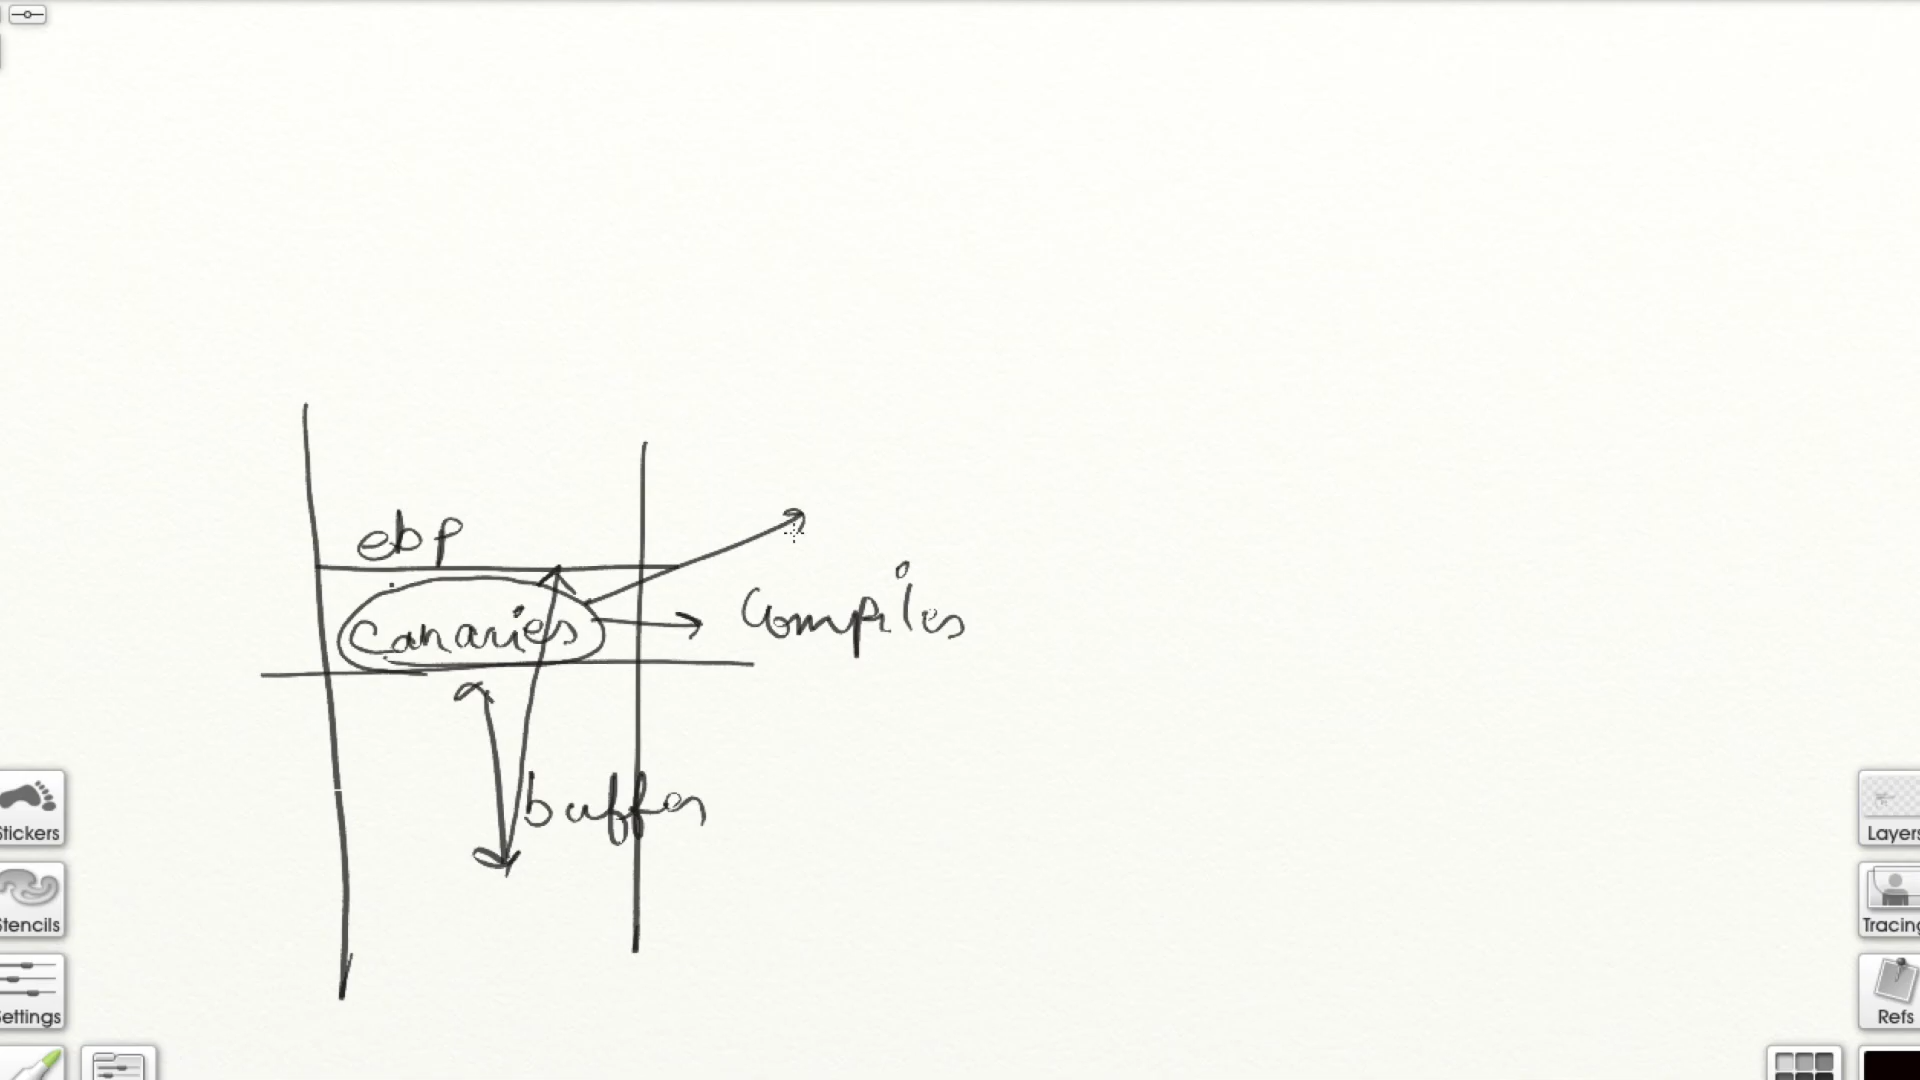 ebp
Canaries
Compiler
buffer
Stickers
Stencils
Settings
Layers
Tracing
Refs